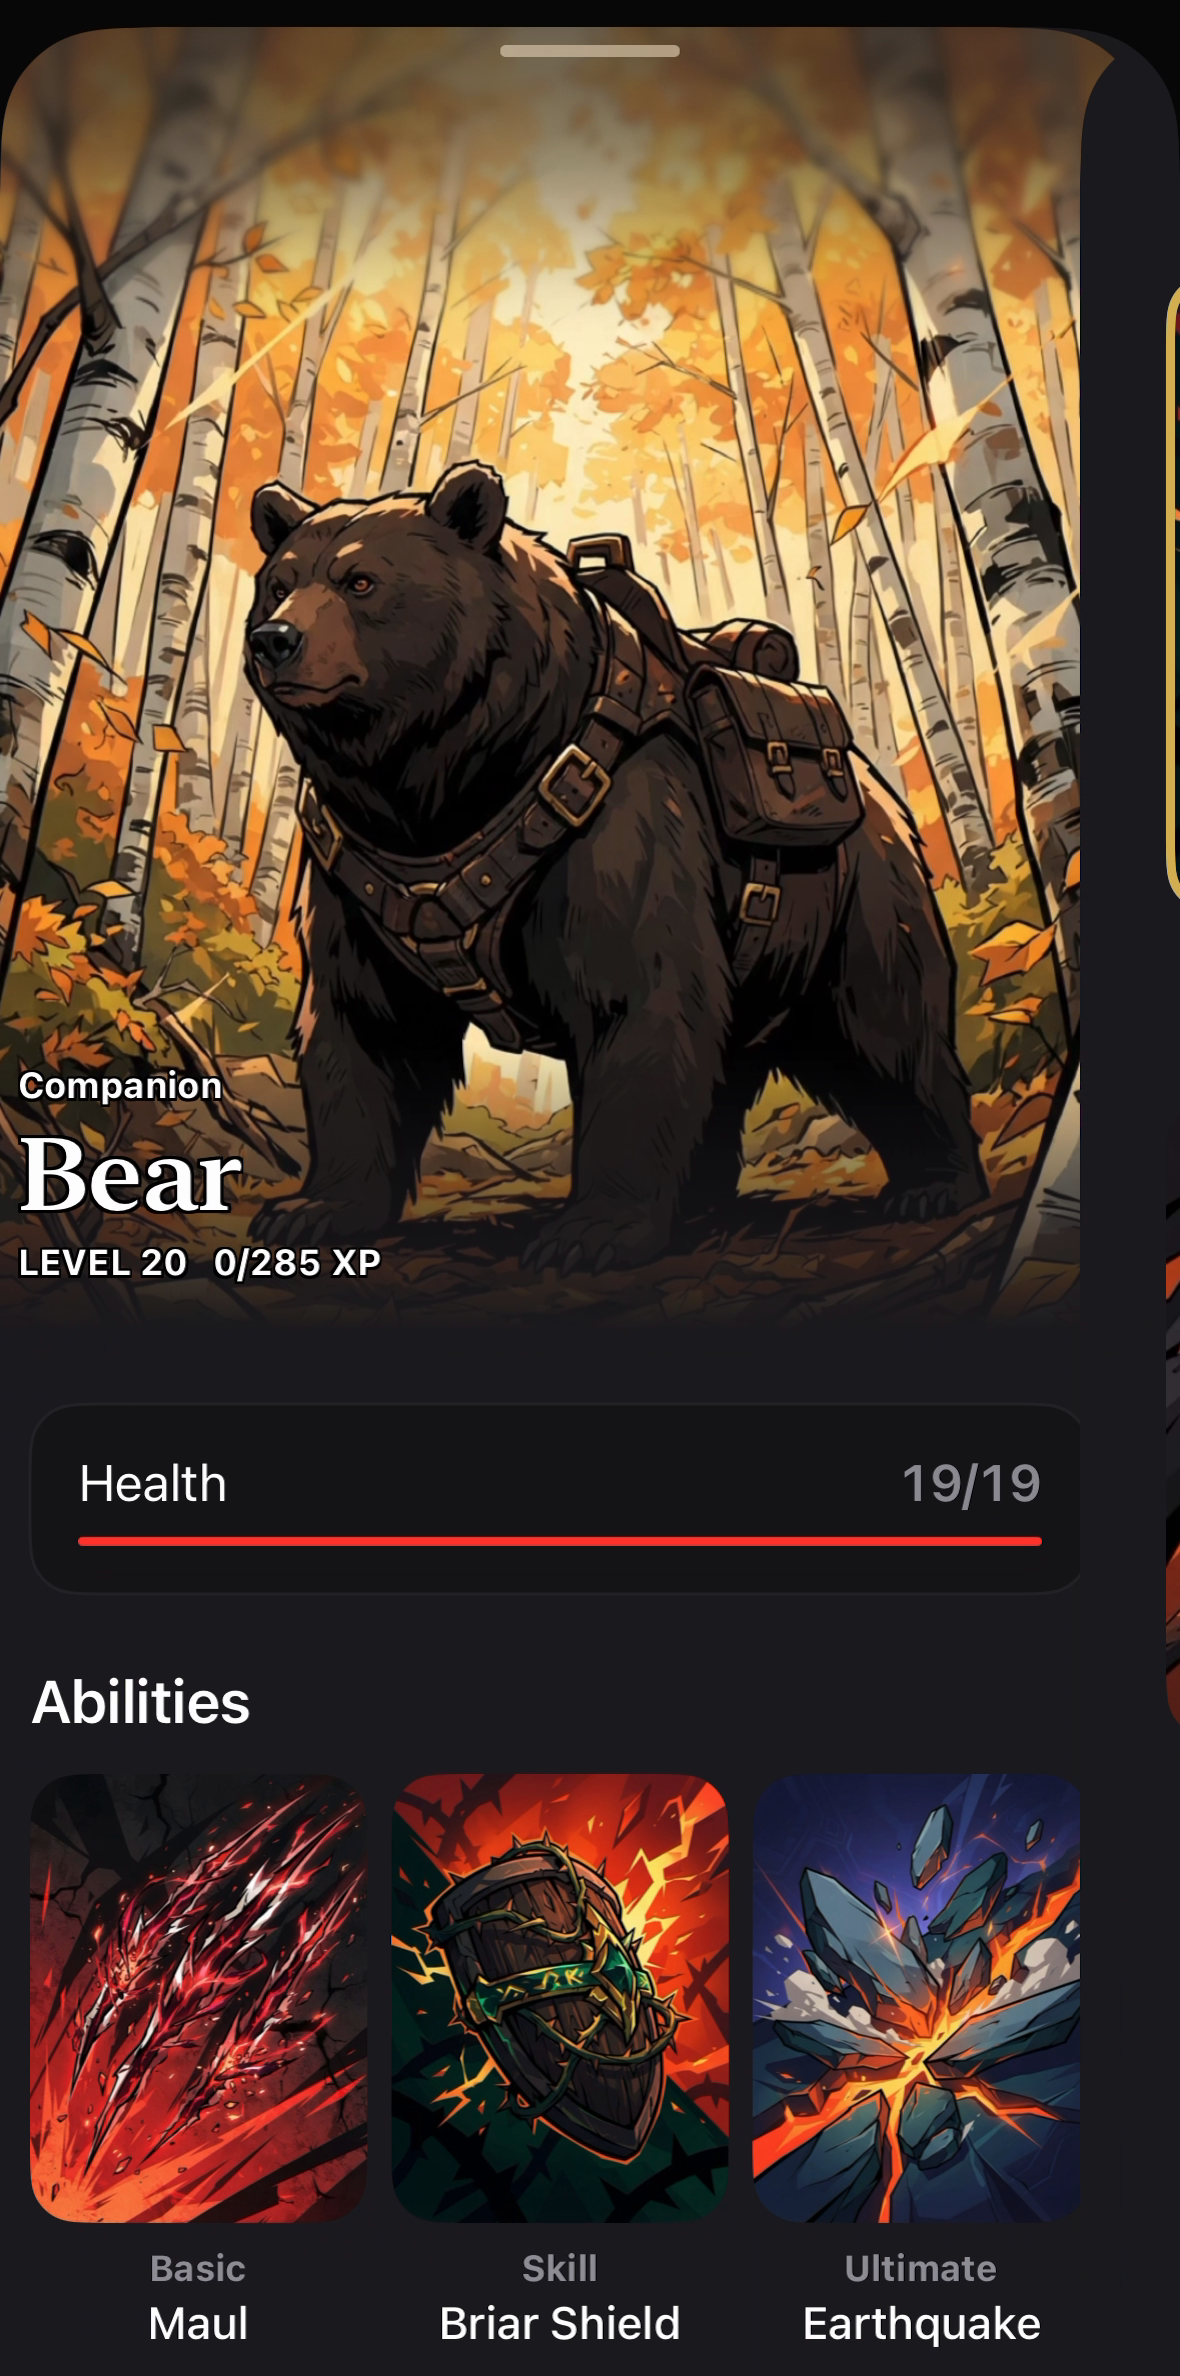 Companion
Bear
LEVEL 20 0/285 XP
Health 19/19
Abilities
Basic
Maul
Skill
Briar Shield
Ultimate
Earthquake